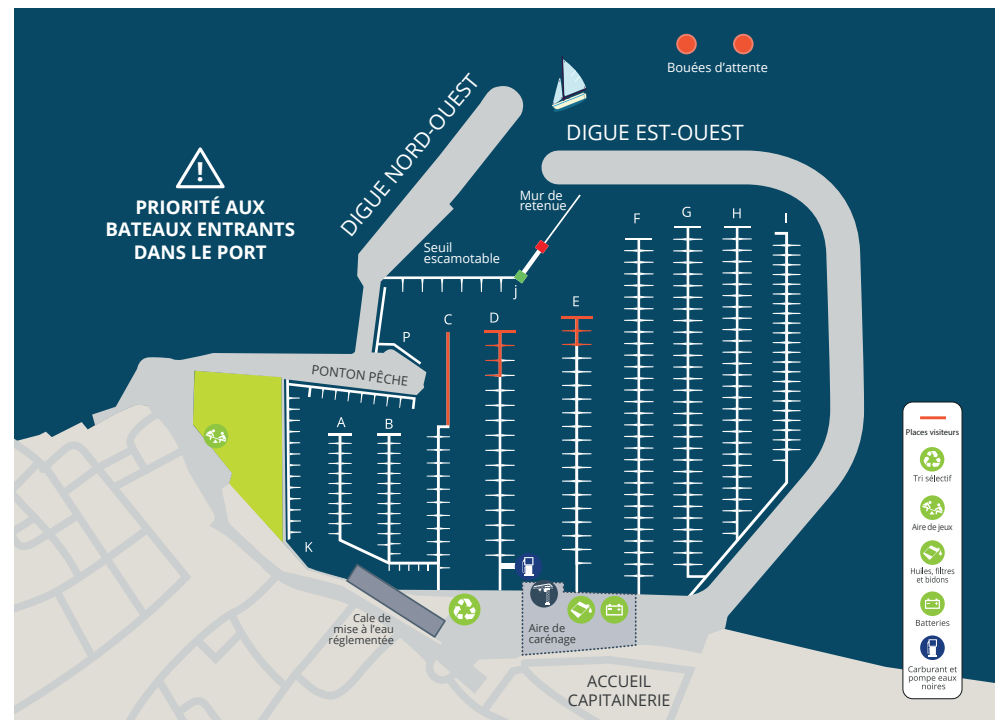 Bouées d'attente
DIGUE NORD-OUEST
DIGUE EST-OUEST
!
PRIORITÉ AUX
BATEAUX ENTRANTS
DANS LE PORT
Mur de
retenue
Seuil
escamotable
j
F
G
H
I
E
D
C
P
PONTON PÊCHE
A
B
K
Cale de
mise à l'eau
réglementée
Aire de
carénage
ACCUEIL
CAPITAINERIE
Places visiteurs
Tri sélectif
Aire de jeux
Huiles, filtres
et bidons
Batteries
Carburant et
pompe eaux
noires